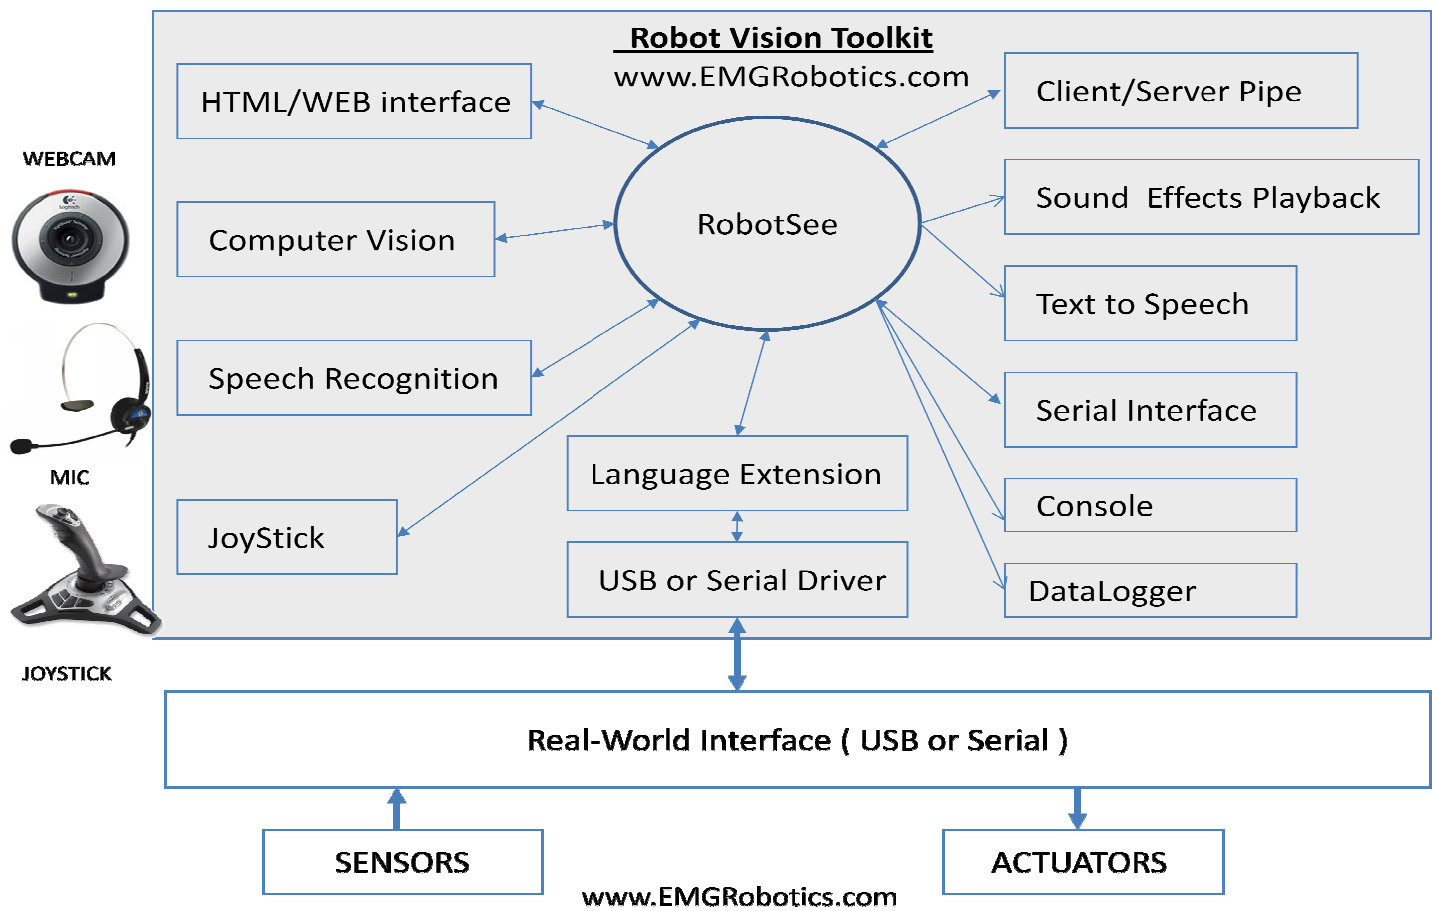 Robot Vision Toolkit
www.EMGRobotics.com
HTML/WEB interface
Client/Server Pipe
WEBCAM
Logitech
Sound Effects Playback
Computer Vision
RobotSee
Text to Speech
Speech Recognition
Serial Interface
MIC
Language Extension
Console
JoyStick
USB or Serial Driver
DataLogger
JOYSTICK
Real-World Interface ( USB or Serial )
SENSORS
ACTUATORS
www.EMGRobotics.com